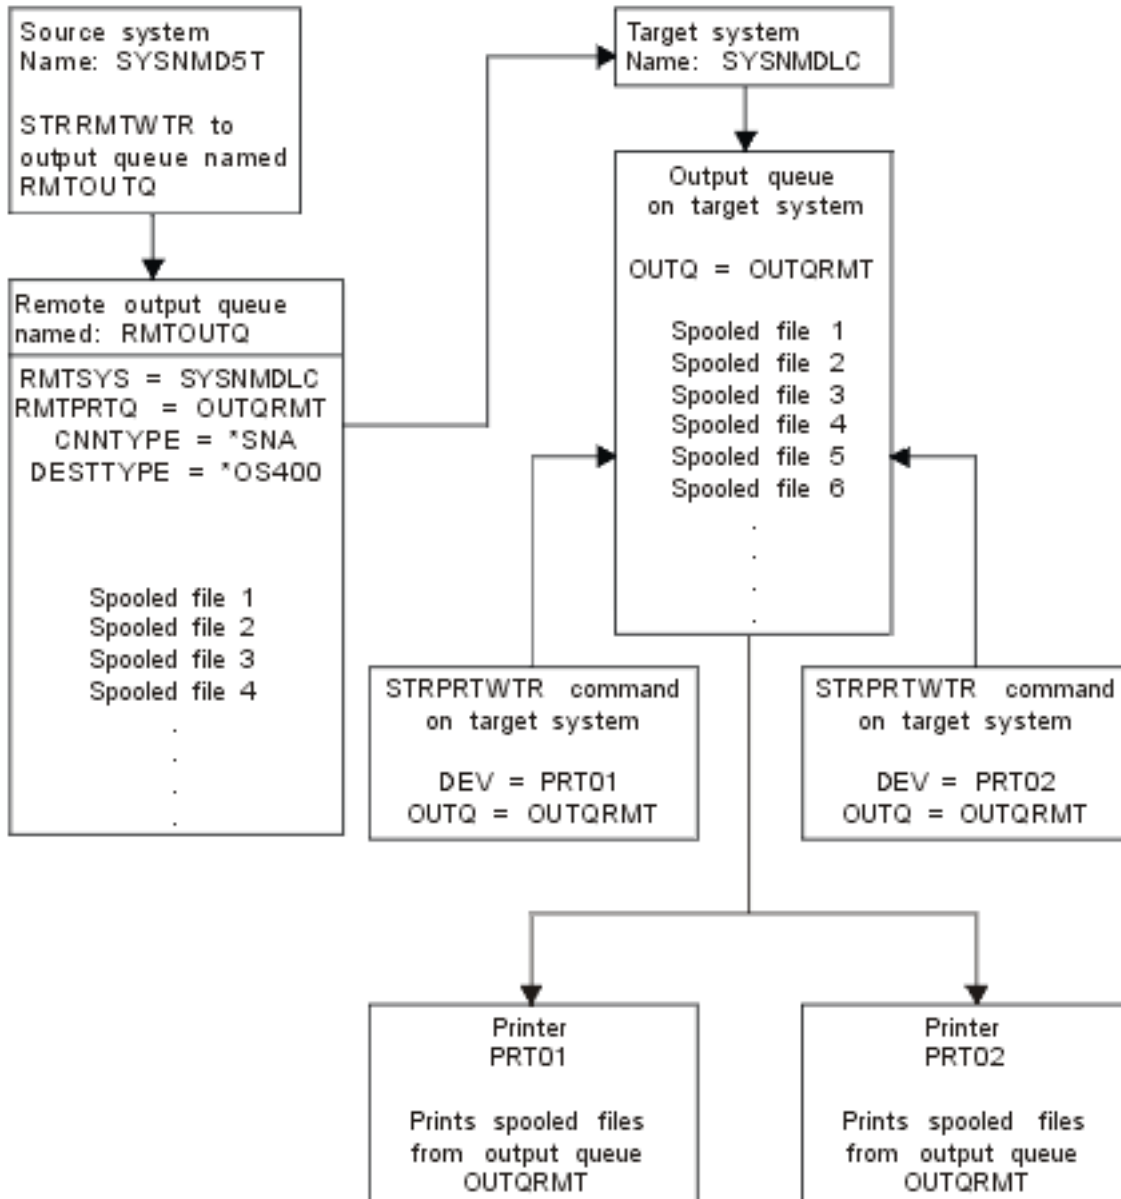 Source system
Name: SYSNMD5T
STRRMTWTR to
output queue named
RMTOUTQ
Remote output queue
named: RMTOUTQ
RMTSYS = SYSNMDLC
RMTPRTQ = OUTQRMT
CNNTYPE = *SNA
DESTTYPE = *OS400
Spooled file 1
Spooled file 2
Spooled file 3
Spooled file 4
.
.
.
.
Target system
Name: SYSNMDLC
Output queue
on target system
OUTQ = OUTQRMT
Spooled file 1
Spooled file 2
Spooled file 3
Spooled file 4
Spooled file 5
Spooled file 6
.
.
.
.
STRPRTWTR command
on target system
DEV = PRT01
OUTQ = OUTQRMT
STRPRTWTR command
on target system
DEV = PRT02
OUTQ = OUTQRMT
Printer
PRT01
Prints spooled files
from output queue
OUTQRMT
Printer
PRT02
Prints spooled files
from output queue
OUTQRMT